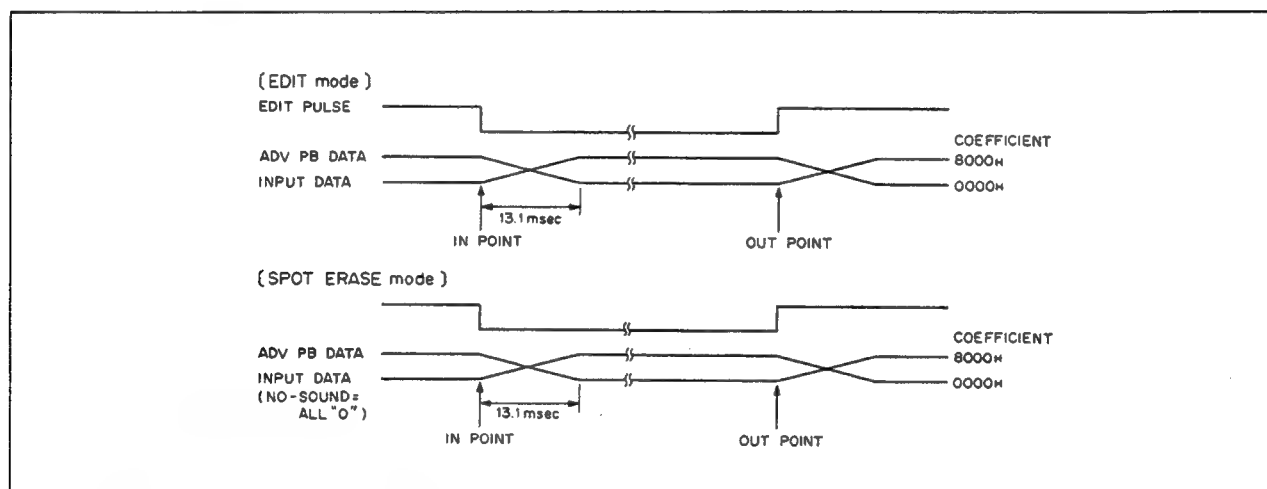 (EDIT mode)
EDIT PULSE
COEFFICIENT
ADV PB DATA
8000H
INPUT DATA
0000H
13.1msec
IN POINT
OUT POINT
(SPOT ERASE mode)
COEFFICIENT
ADV PB DATA
8000H
INPUT DATA
0000H
(NO-SOUND=
ALL "0")
13.1msec
IN POINT
OUT POINT